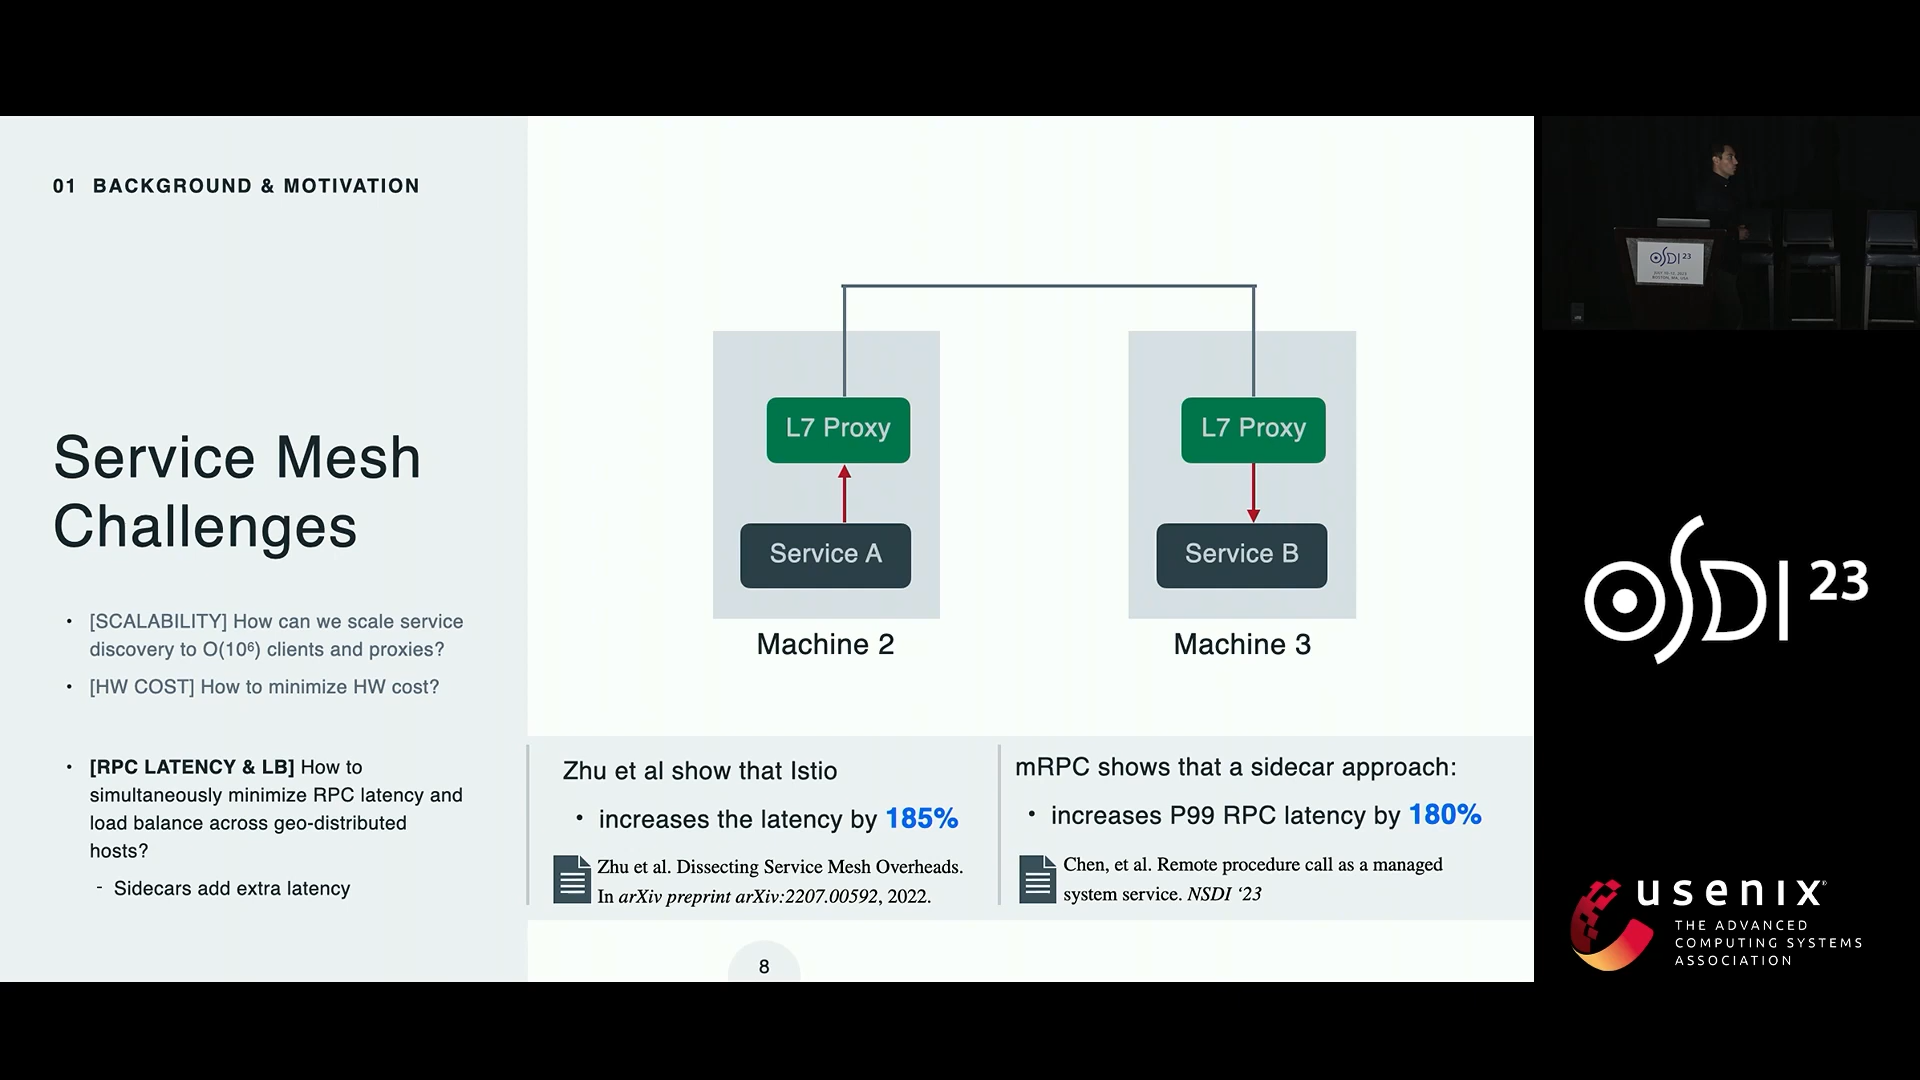 01 BACKGROUND & MOTIVATION
Service Mesh
Challenges
• [SCALABILITY] How can we scale service
discovery to O(10⁶) clients and proxies?
• [HW COST] How to minimize HW cost?
• [RPC LATENCY & LB] How to
simultaneously minimize RPC latency and
load balance across geo-distributed
hosts?
- Sidecars add extra latency
L7 Proxy
Service A
Machine 2
L7 Proxy
Service B
Machine 3
Zhu et al show that Istio
• increases the latency by 185%
Zhu et al. Dissecting Service Mesh Overheads.
In arXiv preprint arXiv:2207.00592, 2022.
mRPC shows that a sidecar approach:
• increases P99 RPC latency by 180%
Chen, et al. Remote procedure call as a managed
system service. NSDI ‘23
8
OSDI 23
OSDI 23
usenix
THE ADVANCED
COMPUTING SYSTEMS
ASSOCIATION